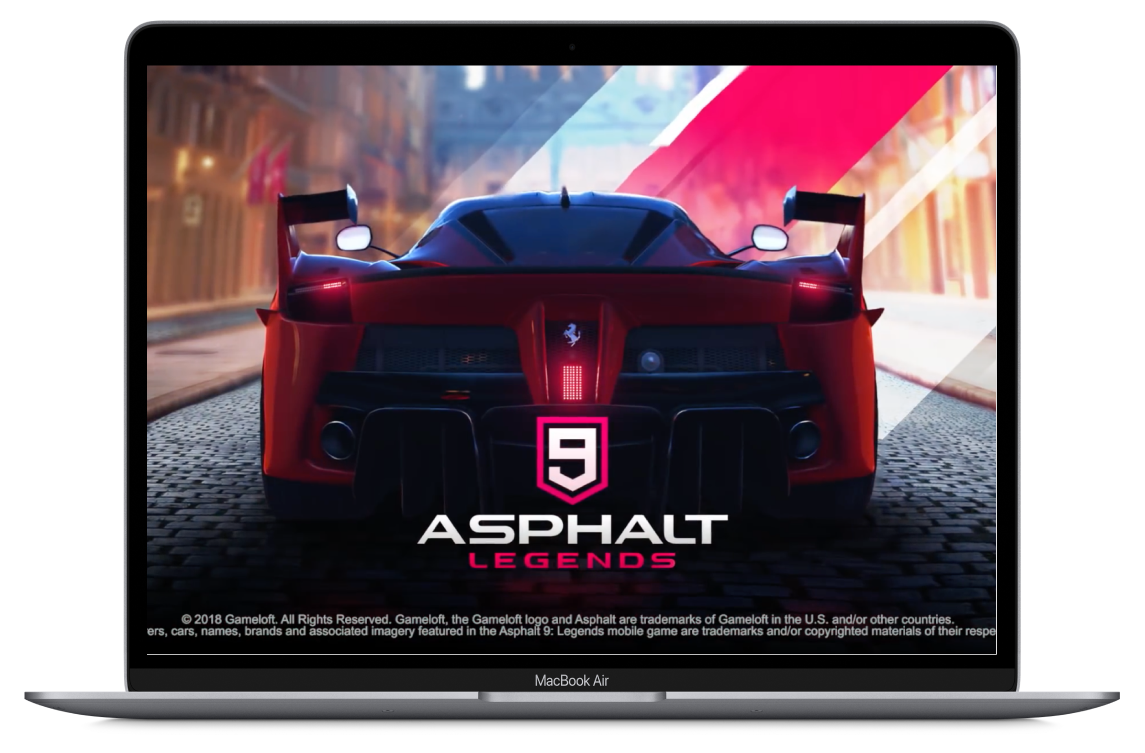 9
ASPHALT
LEGENDS
© 2018 Gameloft. All Rights Reserved. Gameloft, the Gameloft logo and Asphalt are trademarks of Gameloft in the U.S. and/or other countries.
ers, cars, names, brands and associated imagery featured in the Asphalt 9: Legends mobile game are trademarks and/or copyrighted materials of their respe
MacBook Air